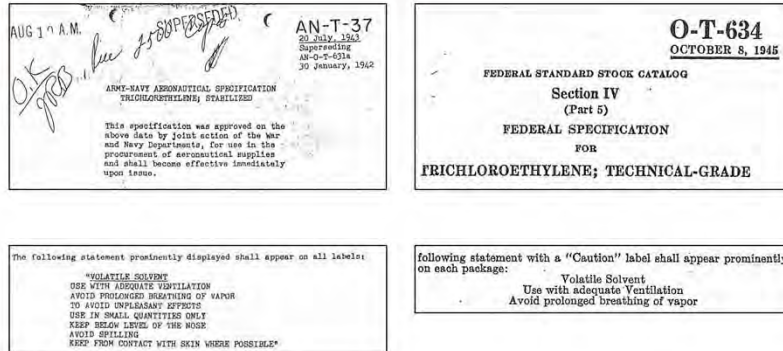 AUG 1 A.M.
SUPERSEDED
O.K.
AN-T-37
20 July, 1943
Superseding
AN-O-T-631a
30 January, 1942
ARMY-NAVY AERONAUTICAL SPECIFICATION
TRICHLORETHYLENE; STABILIZED
This specification was approved on the
above date by joint action of the War
and Navy Departments, for use in the
procurement of aeronautical supplies
and shall become effective immediately
upon issue.
O-T-634
OCTOBER 8, 1945
FEDERAL STANDARD STOCK CATALOG
Section IV
(Part 5)
FEDERAL SPECIFICATION
FOR
TRICHLOROETHYLENE; TECHNICAL-GRADE
The following statement prominently displayed shall appear on all labels:
"VOLATILE SOLVENT
USE WITH ADEQUATE VENTILATION
AVOID PROLONGED BREATHING OF VAPOR
TO AVOID UNPLEASANT EFFECTS
USE IN SMALL QUANTITIES ONLY
KEEP BELOW LEVEL OF THE NOSE
AVOID SPILLING
KEEP FROM CONTACT WITH SKIN WHERE POSSIBLE"
following statement with a "Caution" label shall appear prominently
on each package:
Volatile Solvent
Use with adequate Ventilation
Avoid prolonged breathing of vapor